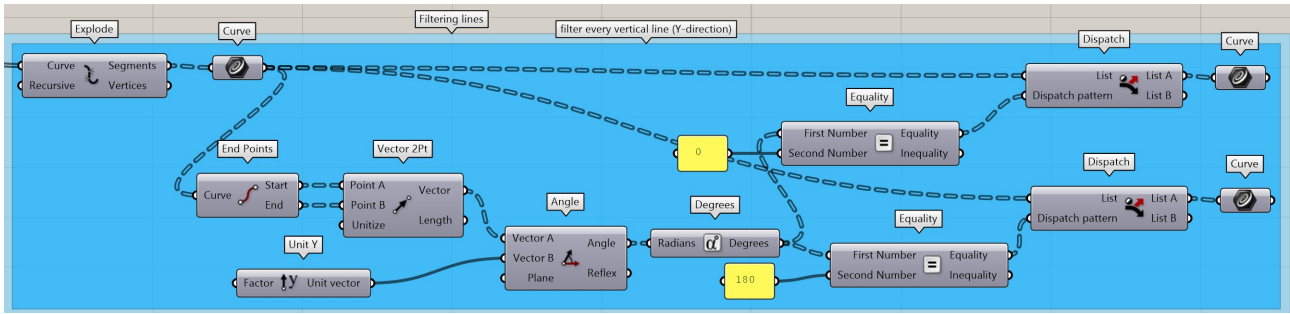 Filtering lines
filter every vertical line (Y-direction)
Explode
Curve Segments
Recursive Vertices
Curve
End Points
Curve Start
End
Vector 2Pt
Point A Vector
Point B
Unitize Length
Unit Y
Factor y Unit vector
Angle
Vector A Angle
Vector B
Plane Reflex
Degrees
Radians α° Degrees
0
Equality
First Number Equality
Second Number = Inequality
180
Equality
First Number Equality
Second Number = Inequality
Dispatch
List List A
Dispatch pattern List B
Curve
Dispatch
List List A
Dispatch pattern List B
Curve